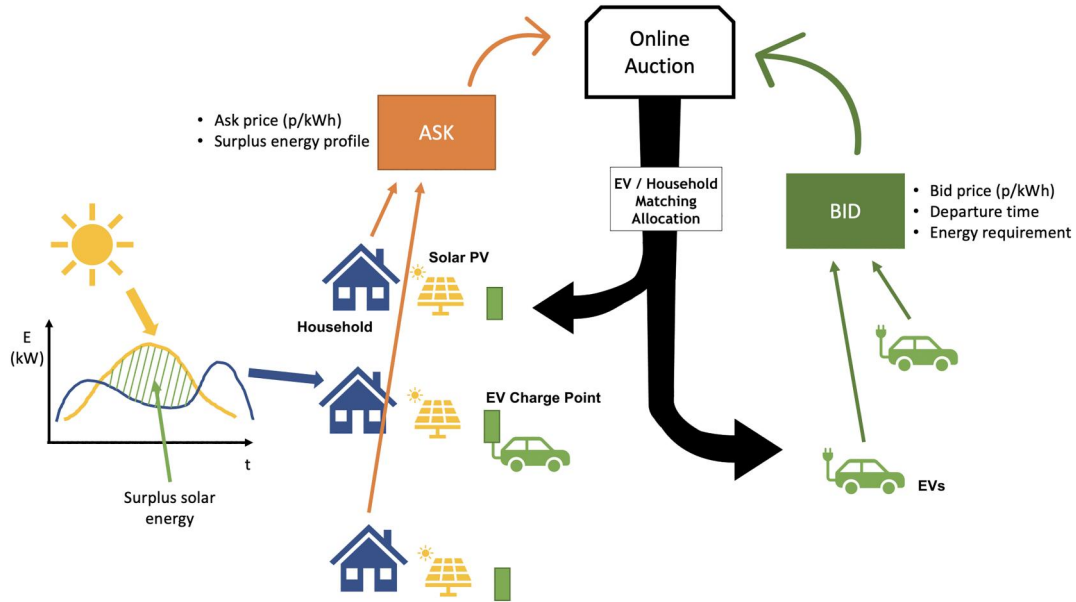 Online
Auction
• Ask price (p/kWh)
• Surplus energy profile
ASK
EV / Household
Matching
Allocation
BID
• Bid price (p/kWh)
• Departure time
• Energy requirement
Solar PV
Household
E
(kW)
EV Charge Point
t
Surplus solar
energy
EVs